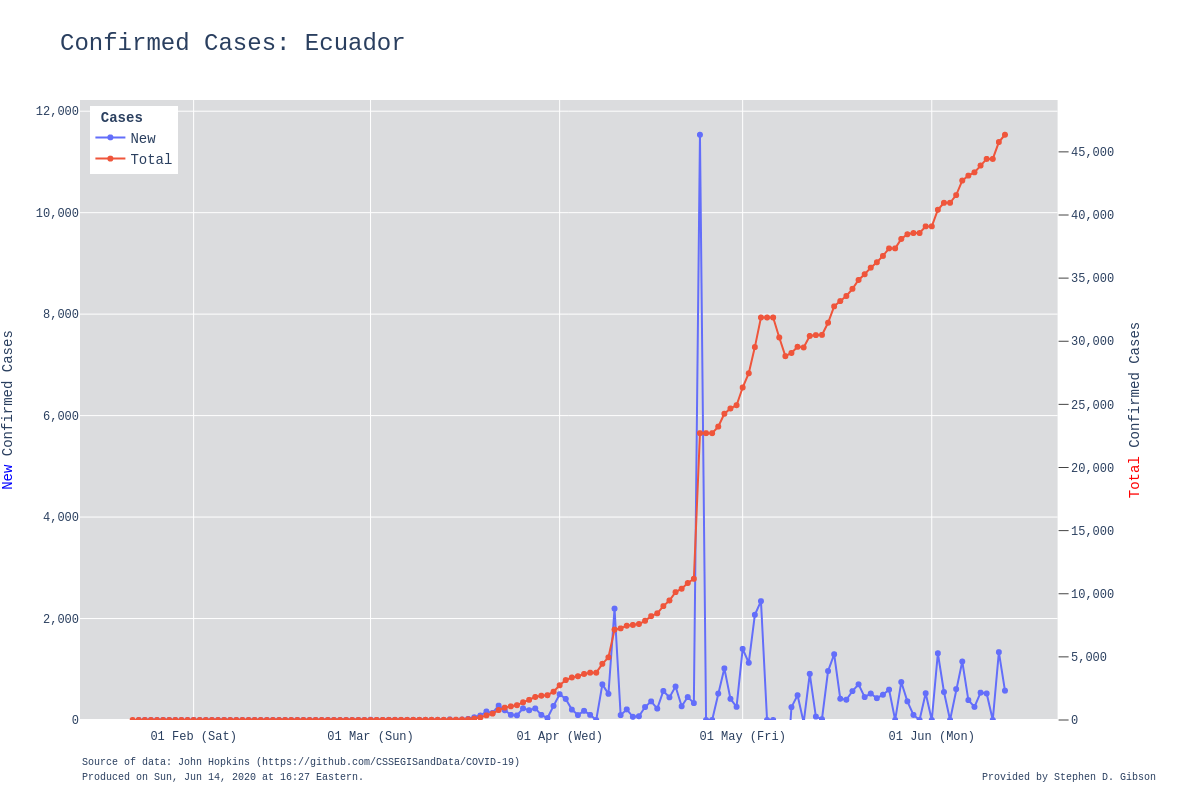 Confirmed Cases: Ecuador
Cases
New
Total
12,000
10,000
8,000
6,000
4,000
2,000
0
New Confirmed Cases
45,000
40,000
35,000
30,000
25,000
20,000
15,000
10,000
5,000
0
Total Confirmed Cases
01 Feb (Sat)
01 Mar (Sun)
01 Apr (Wed)
01 May (Fri)
01 Jun (Mon)
Source of data: John Hopkins (https://github.com/CSSEGISandData/COVID-19)
Produced on Sun, Jun 14, 2020 at 16:27 Eastern.
Provided by Stephen D. Gibson